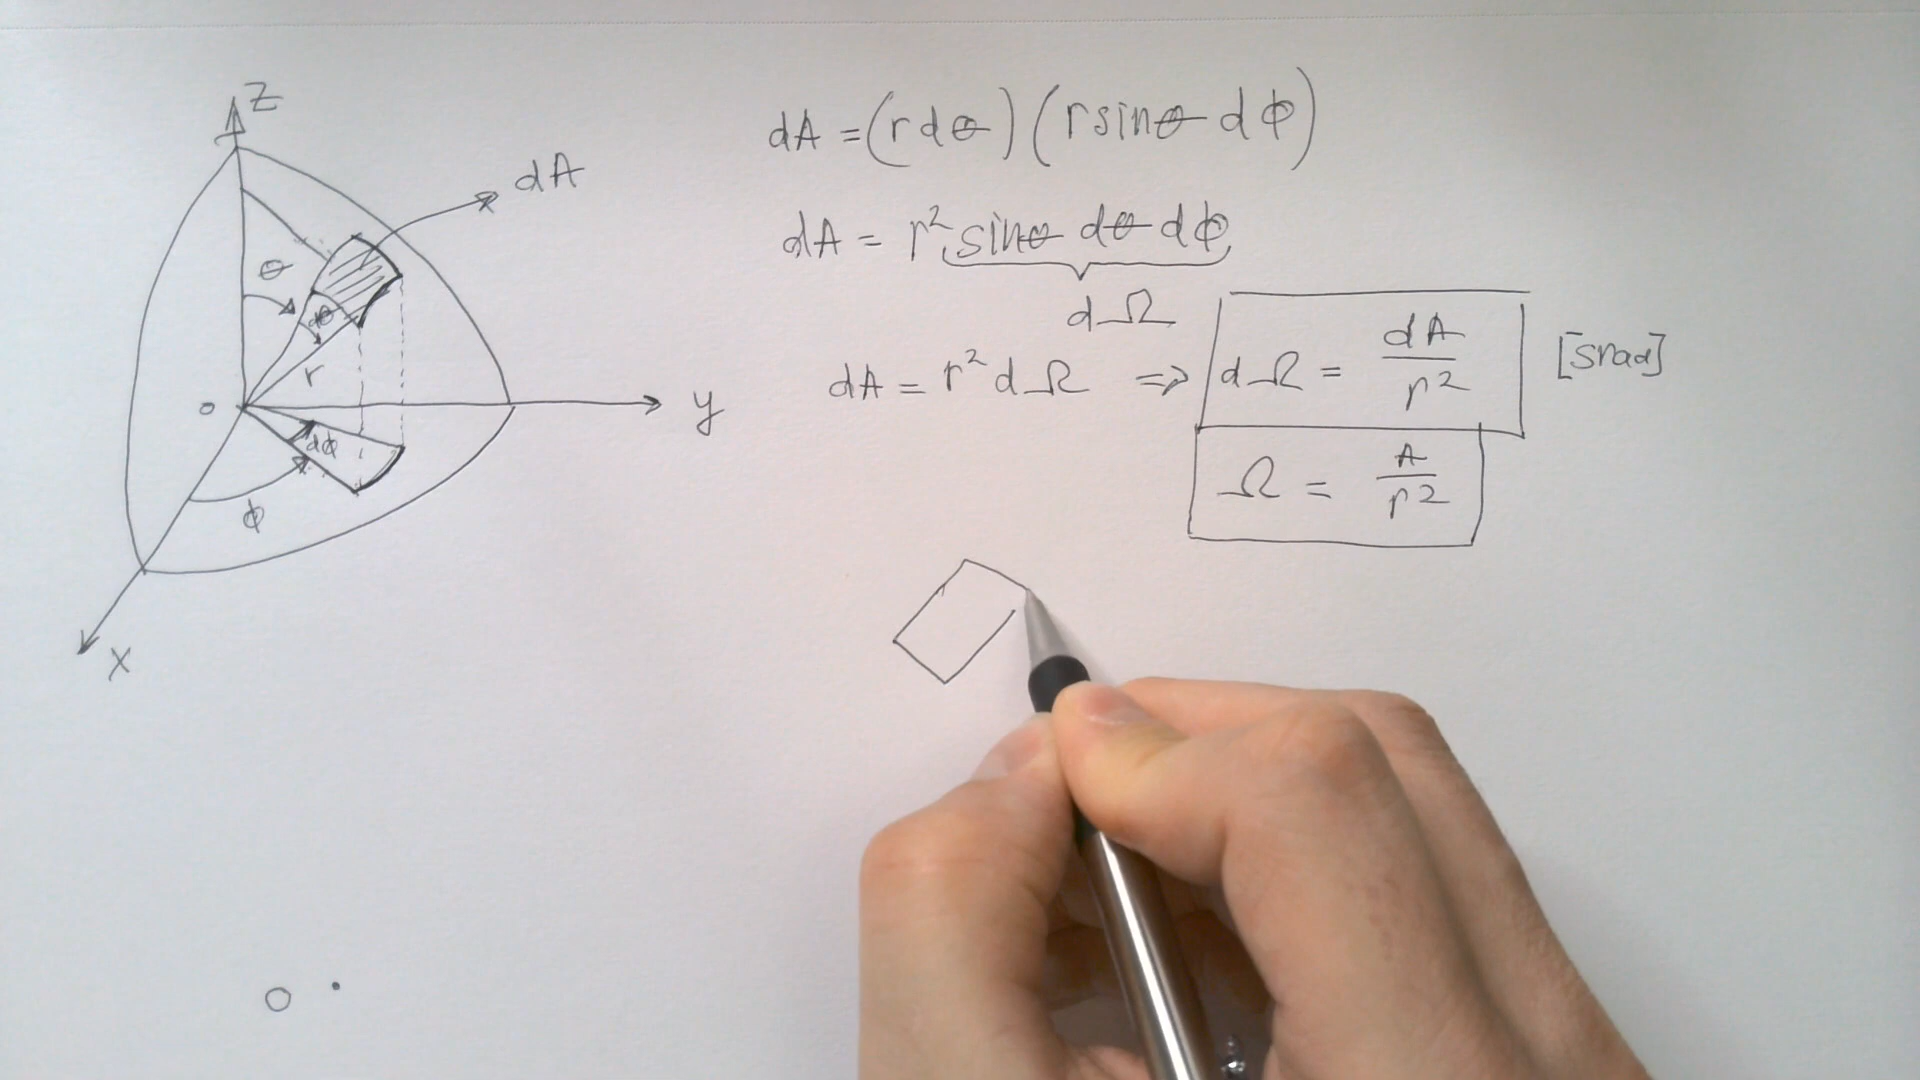 z
dA
θ
dθ
r
o
y
dϕ
ϕ
x
dA = (r dθ) (r sinθ dϕ)
dA = r² sinθ dθ dϕ
dΩ
dA = r² dΩ ⇒ dΩ = dA/r² [srad]
Ω = A/r²